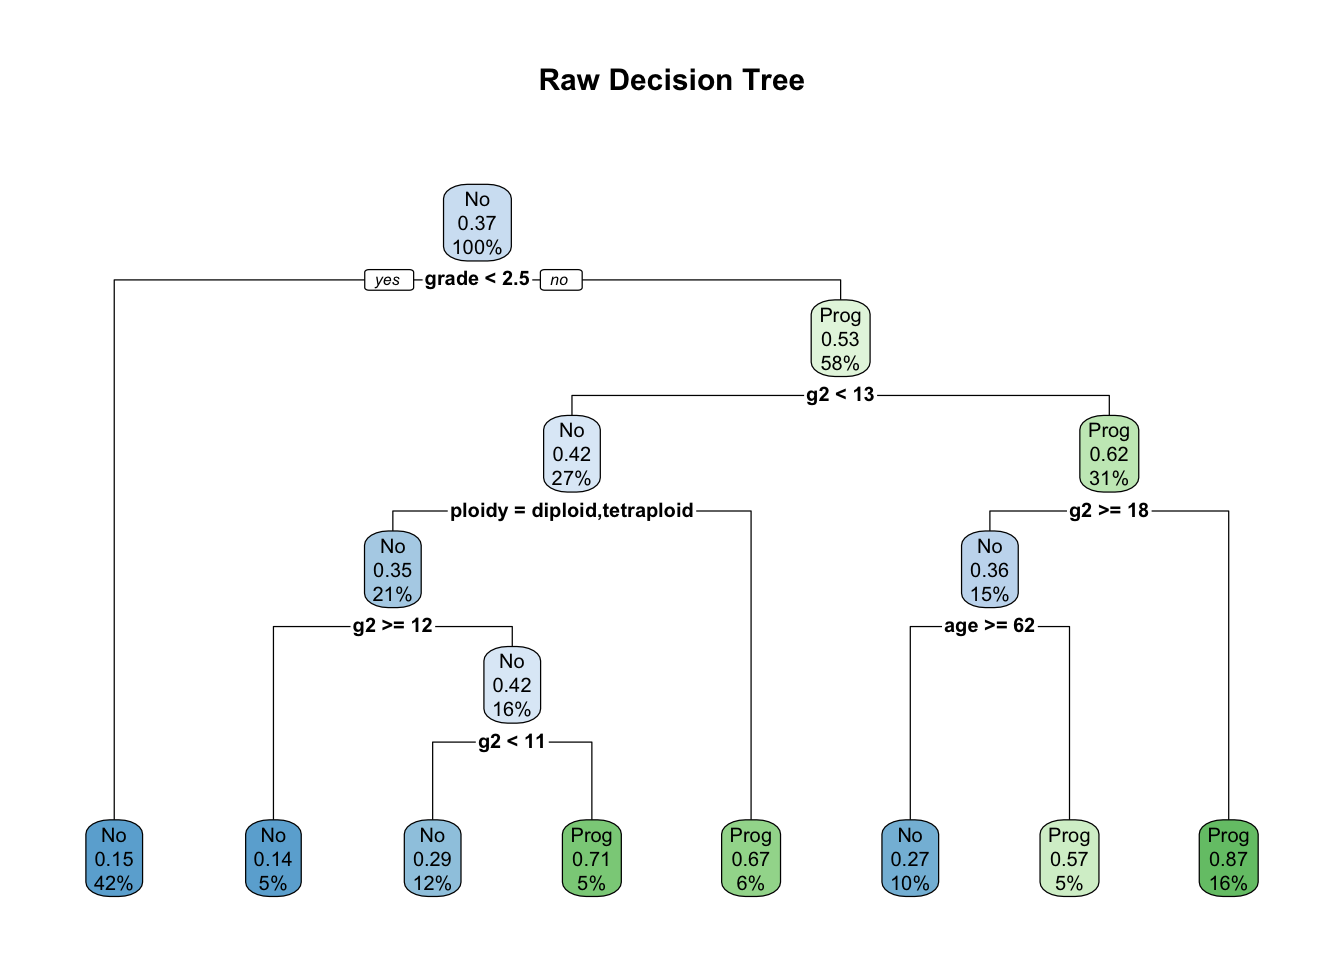 Raw Decision Tree
No
0.37
100%
yes grade < 2.5 no
Prog
0.53
58%
g2 < 13
No
0.42
27%
Prog
0.62
31%
ploidy = diploid,tetraploid
g2 >= 18
No
0.35
21%
No
0.36
15%
g2 >= 12
age >= 62
No
0.42
16%
g2 < 11
No
0.15
42%
No
0.14
5%
No
0.29
12%
Prog
0.71
5%
Prog
0.67
6%
No
0.27
10%
Prog
0.57
5%
Prog
0.87
16%